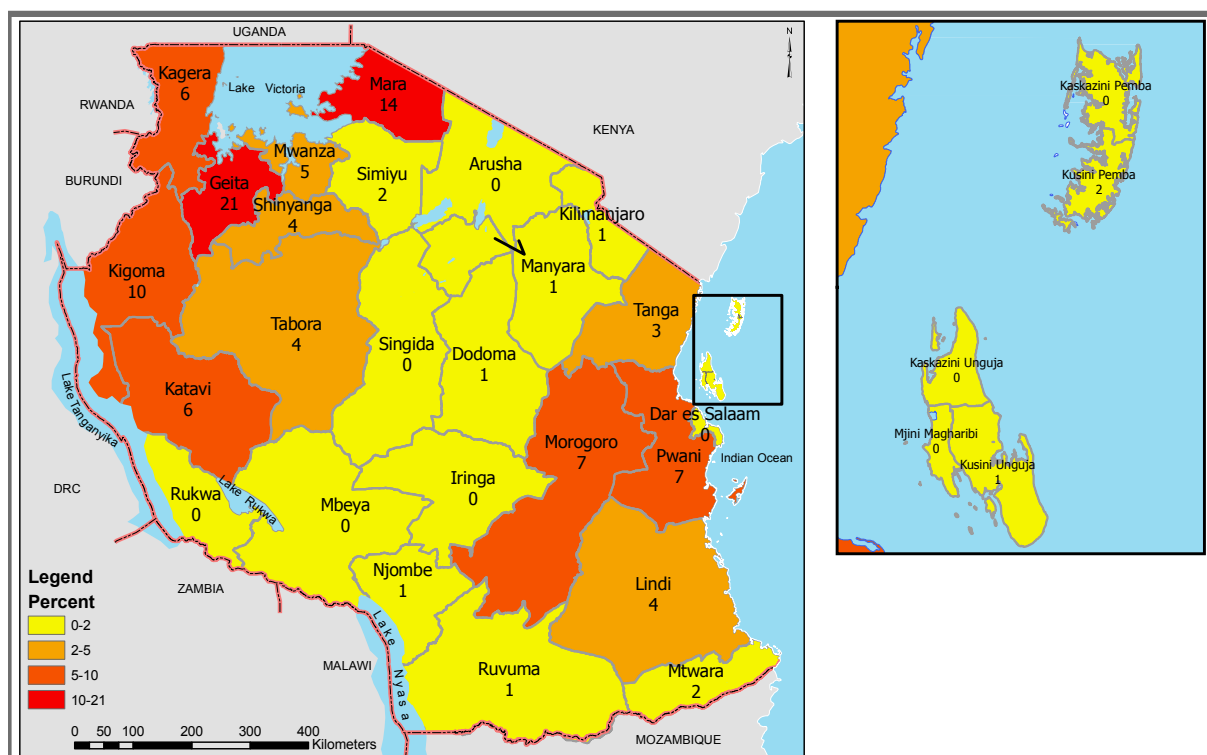 UGANDA
N
Kagera
6
Lake Victoria
Mara
14
RWANDA
KENYA
Mwanza
5
Arusha
0
Simiyu
2
BURUNDI
Geita
21
Shinyanga
4
Kilimanjaro
1
Kigoma
10
Manyara
1
Tabora
4
Tanga
3
Singida
0
Dodoma
1
Katavi
6
Lake Tanganyika
Dar es Salaam
0
Morogoro
7
Pwani
7
Indian Ocean
DRC
Rukwa
0
Lake Rukwa
Mbeya
0
Iringa
0
Njombe
1
ZAMBIA
Lindi
4
Lake Nyasa
MALAWI
Ruvuma
1
Mtwara
2
MOZAMBIQUE
Legend
Percent
0-2
2-5
5-10
10-21
0 50 100 200 300 400
Kilometers
Kaskazini Pemba
0
Kusini Pemba
2
Kaskazini Unguja
0
Mjini Magharibi
0
Kusini Unguja
1